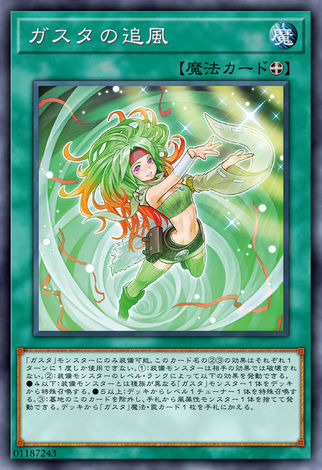 ガスタの追風
魔
【魔法カード】
「ガスタ」モンスターにのみ装備可能。このカード名の②③の効果はそれぞれ1
ターンに1度しか使用できない。①:装備モンスターは相手の効果では破壊され
ない。②:装備モンスターのレベル・ランクによって以下の効果を発動できる。
●4以下:装備モンスターとは種族が異なる「ガスタ」モンスター1体をデッキ
から特殊召喚する。●5以上:デッキからレベル1チューナー1体を特殊召喚す
る。③:墓地のこのカードを除外し、手札から風属性モンスター1体を捨てて発
動できる。デッキから「ガスタ」魔法・罠カード1枚を手札に加える。
01187243